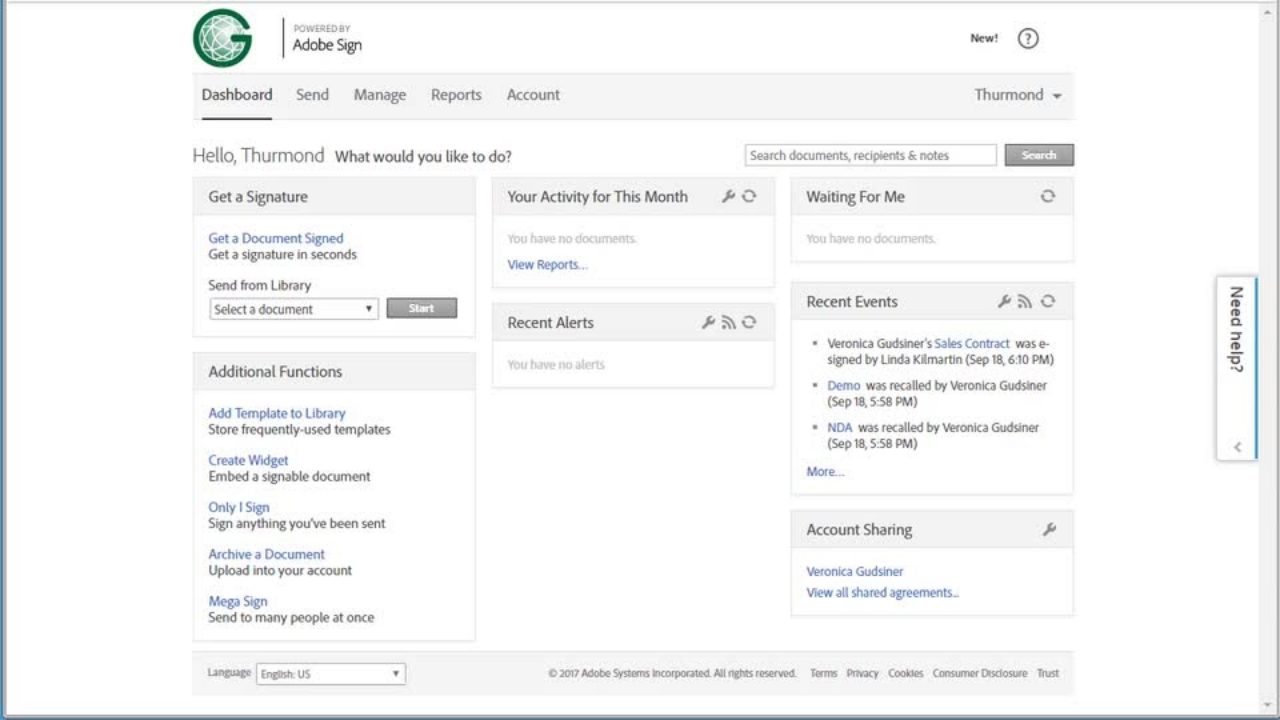 POWERED BY
Adobe Sign
New!
?
Dashboard Send Manage Reports Account Thurmond
Hello, Thurmond What would you like to do?
Search documents, recipients & notes Search
Get a Signature
Get a Document Signed
Get a signature in seconds
Send from Library
Select a document Start
Additional Functions
Add Template to Library
Store frequently-used templates
Create Widget
Embed a signable document
Only I Sign
Sign anything you've been sent
Archive a Document
Upload into your account
Mega Sign
Send to many people at once
Your Activity for This Month
You have no documents.
View Reports...
Recent Alerts
You have no alerts
Waiting For Me
You have no documents.
Recent Events
Veronica Gudsiner's Sales Contract was e-
signed by Linda Kilmartin (Sep 18, 6:10 PM)
Demo was recalled by Veronica Gudsiner
(Sep 18, 5:58 PM)
NDA was recalled by Veronica Gudsiner
(Sep 18, 5:58 PM)
More...
Account Sharing
Veronica Gudsiner
View all shared agreements...
Need help?
Language English: US
© 2017 Adobe Systems Incorporated. All rights reserved. Terms Privacy Cookies Consumer Disclosure Trust